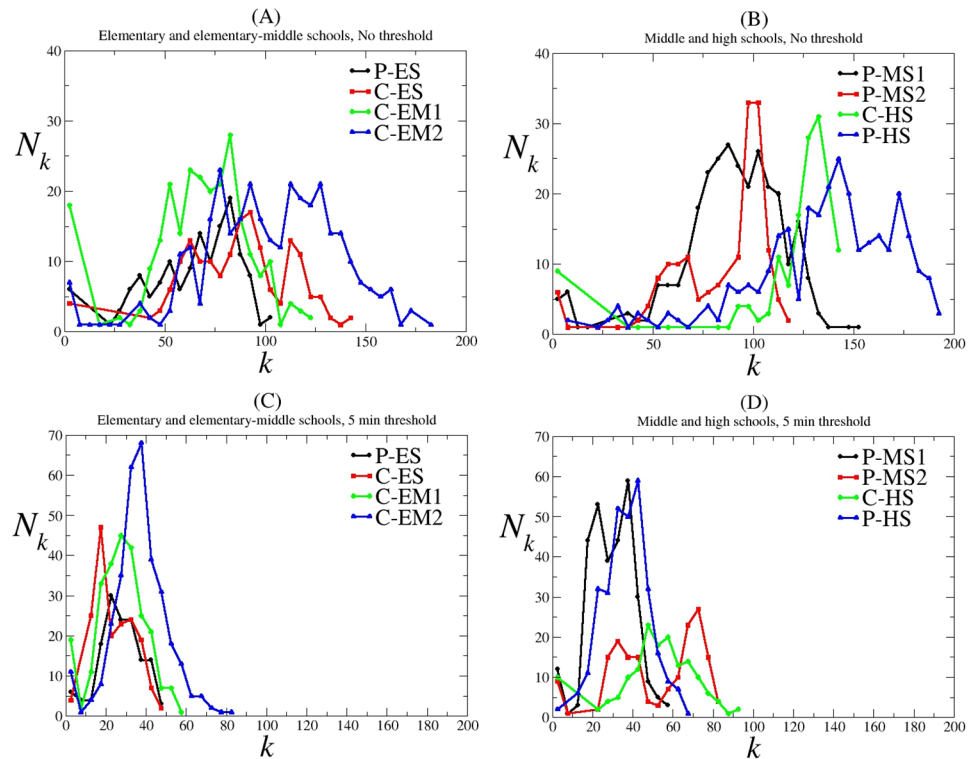 (A)
Elementary and elementary-middle schools, No threshold
40
30
20
10
0
0
50
100
150
200
N_k
k
P-ES
C-ES
C-EM1
C-EM2
(B)
Middle and high schools, No threshold
40
30
20
10
0
0
50
100
150
200
N_k
k
P-MS1
P-MS2
C-HS
P-HS
(C)
Elementary and elementary-middle schools, 5 min threshold
70
60
50
40
30
20
10
0
0 20 40 60 80 100 120 140 160 180 200
N_k
k
P-ES
C-ES
C-EM1
C-EM2
(D)
Middle and high schools, 5 min threshold
70
60
50
40
30
20
10
0
0 20 40 60 80 100 120 140 160 180 200
N_k
k
P-MS1
P-MS2
C-HS
P-HS